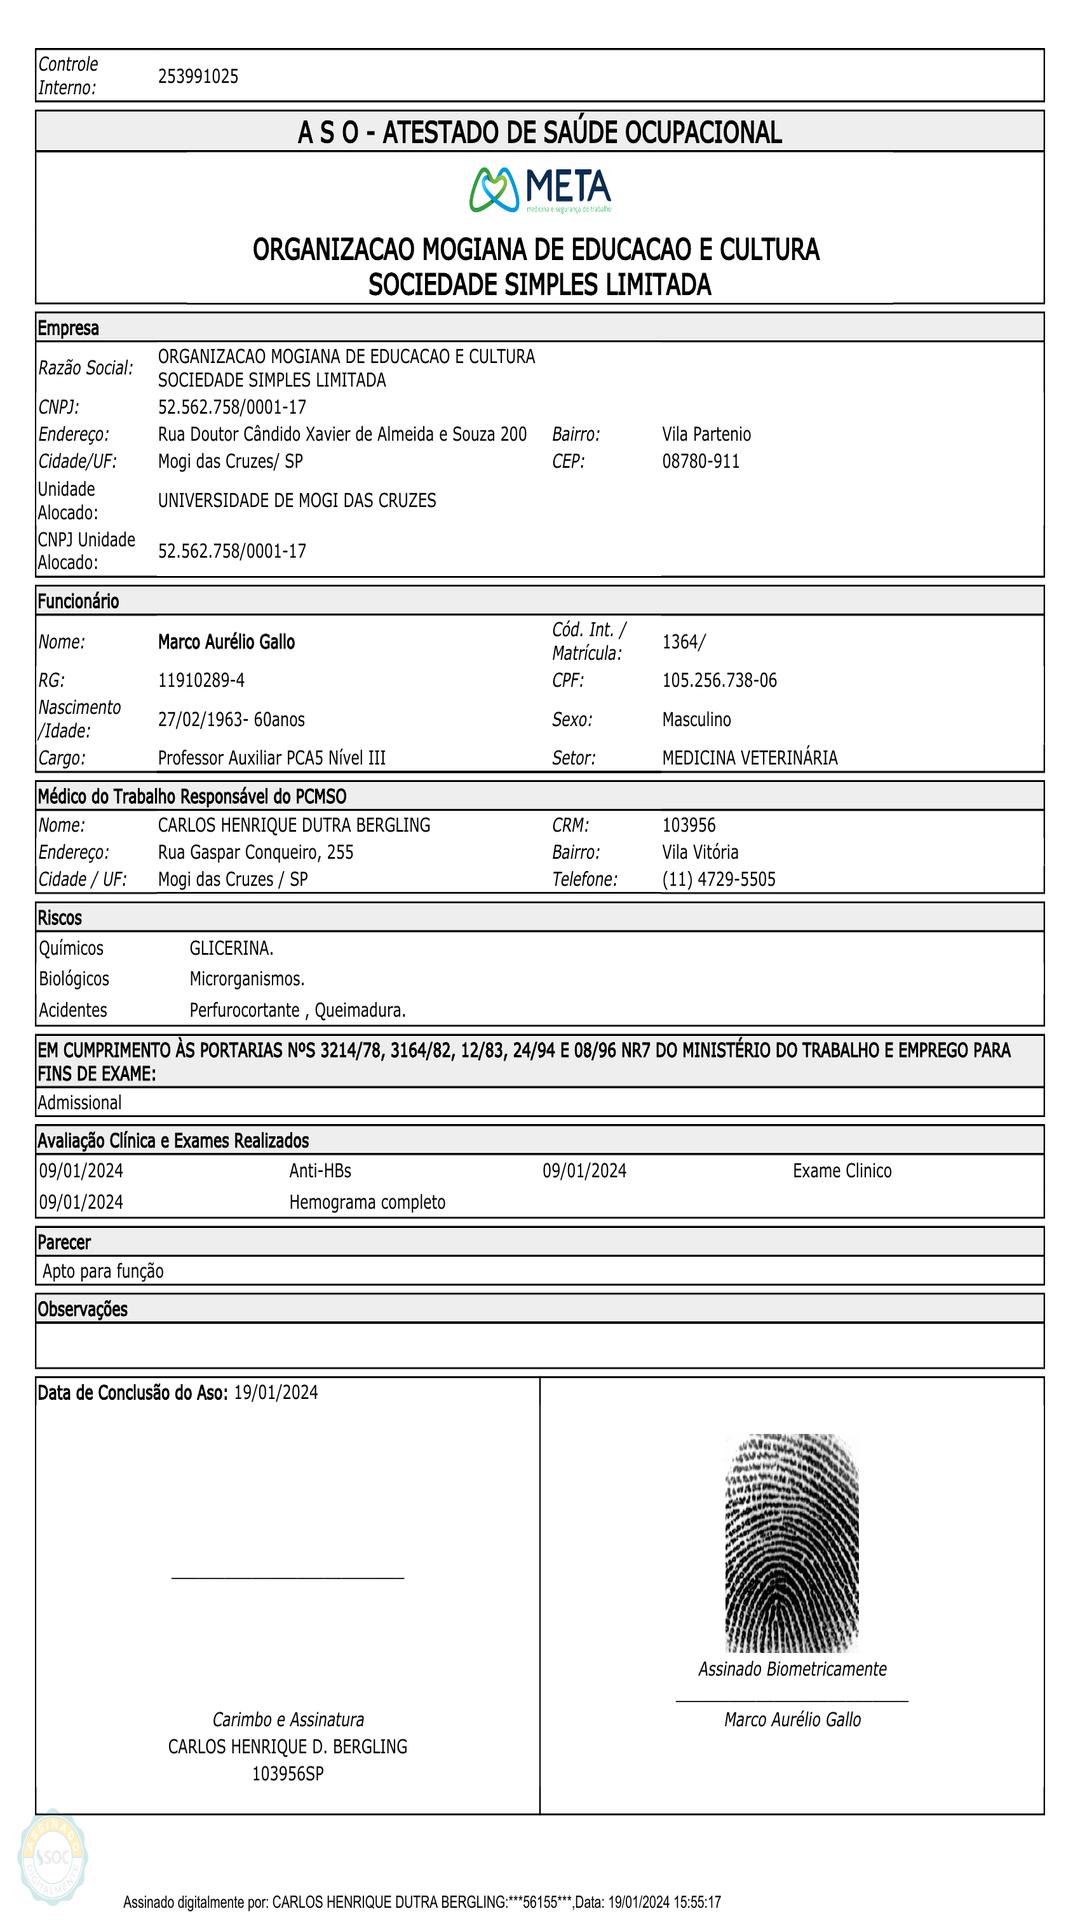 Controle
Interno:
253991025
A S O - ATESTADO DE SAÚDE OCUPACIONAL
META
medicina e segurança do trabalho
ORGANIZACAO MOGIANA DE EDUCACAO E CULTURA
SOCIEDADE SIMPLES LIMITADA
Empresa
Razão Social: ORGANIZACAO MOGIANA DE EDUCACAO E CULTURA
SOCIEDADE SIMPLES LIMITADA
CNPJ: 52.562.758/0001-17
Endereço: Rua Doutor Cândido Xavier de Almeida e Souza 200 Bairro: Vila Partenio
Cidade/UF: Mogi das Cruzes/ SP CEP: 08780-911
Unidade
Alocado:
UNIVERSIDADE DE MOGI DAS CRUZES
CNPJ Unidade
Alocado:
52.562.758/0001-17
Funcionário
Nome: Marco Aurélio Gallo
Cód. Int. /
Matrícula:
1364/
RG: 11910289-4 CPF: 105.256.738-06
Nascimento
/Idade:
27/02/1963- 60anos Sexo: Masculino
Cargo: Professor Auxiliar PCA5 Nível III Setor: MEDICINA VETERINÁRIA
Médico do Trabalho Responsável do PCMSO
Nome: CARLOS HENRIQUE DUTRA BERGLING CRM: 103956
Endereço: Rua Gaspar Conqueiro, 255 Bairro: Vila Vitória
Cidade / UF: Mogi das Cruzes / SP Telefone: (11) 4729-5505
Riscos
Químicos GLICERINA.
Biológicos Microrganismos.
Acidentes Perfurocortante , Queimadura.
EM CUMPRIMENTO ÀS PORTARIAS NºS 3214/78, 3164/82, 12/83, 24/94 E 08/96 NR7 DO MINISTÉRIO DO TRABALHO E EMPREGO PARA
FINS DE EXAME:
Admissional
Avaliação Clínica e Exames Realizados
09/01/2024 Anti-HBs 09/01/2024 Exame Clinico
09/01/2024 Hemograma completo
Parecer
Apto para função
Observações
Data de Conclusão do Aso: 19/01/2024
Assinado Biometricamente
Marco Aurélio Gallo
Carimbo e Assinatura
CARLOS HENRIQUE D. BERGLING
103956SP
ASSINADO
SOC
DIGITALMENTE
Assinado digitalmente por: CARLOS HENRIQUE DUTRA BERGLING:***56155***,Data: 19/01/2024 15:55:17